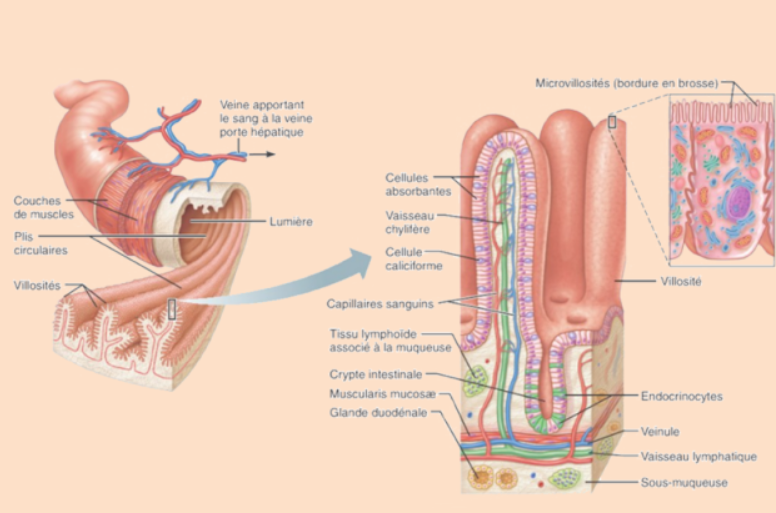 Microvillosités (bordure en brosse)
Veine apportant
le sang à la veine
porte hépatique
Couches
de muscles
Plis
circulaires
Villosités
Lumière
Cellules
absorbantes
Vaisseau
chylifère
Cellule
caliciforme
Capillaires sanguins
Tissu lymphoïde
associé à la muqueuse
Crypte intestinale
Muscularis mucosæ
Glande duodénale
Villosité
Endocrinocytes
Veinule
Vaisseau lymphatique
Sous-muqueuse